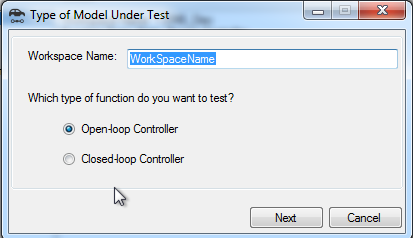 Type of Model Under Test
Workspace Name: WorkSpaceName
Which type of function do you want to test?
Open-loop Controller
Closed-loop Controller
Next Cancel